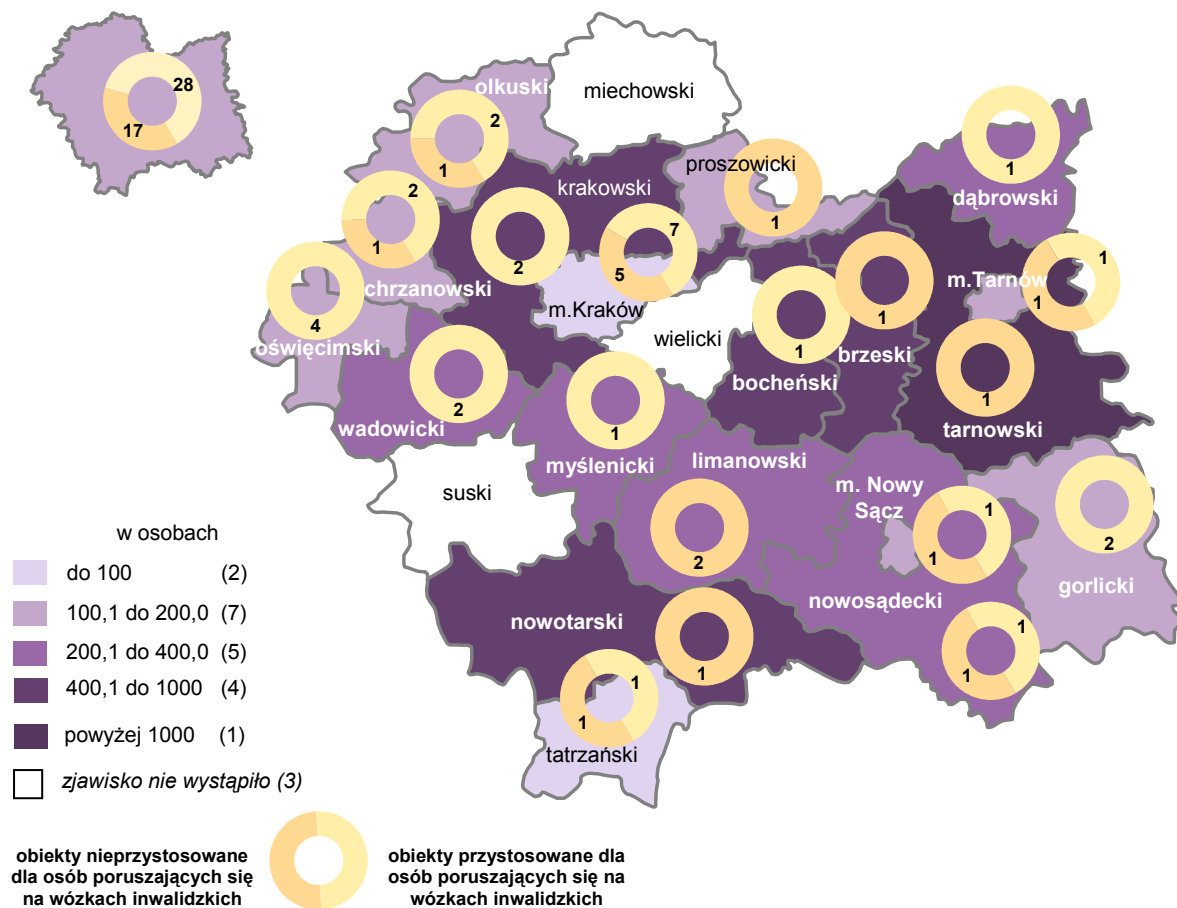 28
17
olkuski
2
1
miechowski
proszowicki
1
1
dąbrowski
krakowski
2
1
2
7
5
chrzanowski
m.Kraków
4
oświęcimski
wielicki
1
bocheński
1
brzeski
m.Tarnów
1
1
1
tarnowski
2
wadowicki
1
myślenicki
limanowski
2
suski
m. Nowy
Sącz
1
1
2
gorlicki
nowosądecki
1
1
nowotarski
1
1
1
tatrzański
w osobach
do 100 (2)
100,1 do 200,0 (7)
200,1 do 400,0 (5)
400,1 do 1000 (4)
powyżej 1000 (1)
zjawisko nie wystąpiło (3)
obiekty nieprzystosowane
dla osób poruszających się
na wózkach inwalidzkich
obiekty przystosowane dla
osób poruszających się na
wózkach inwalidzkich